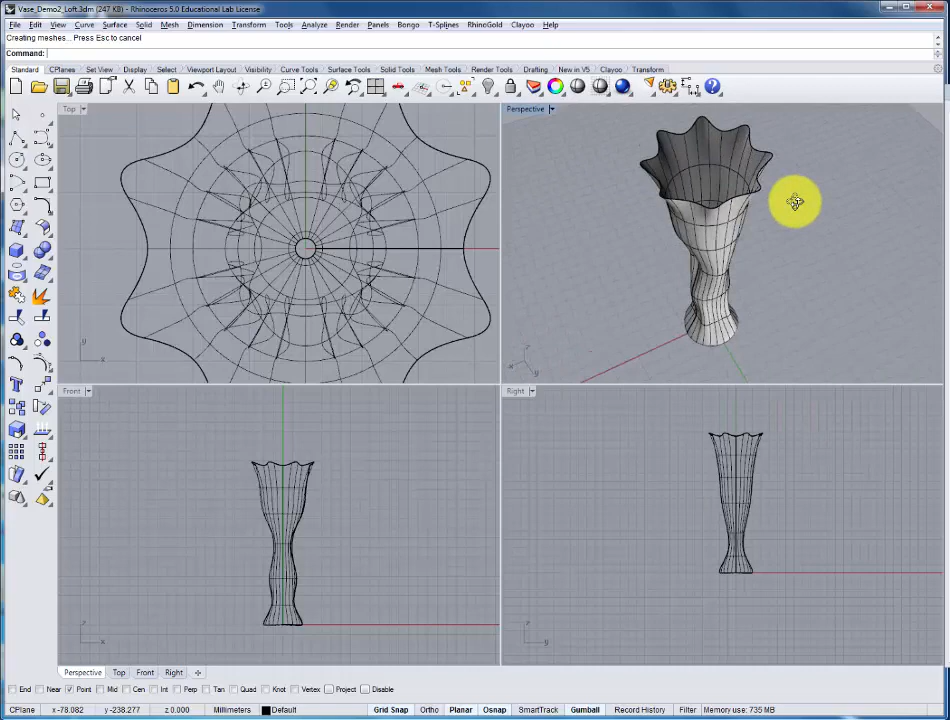 Vase_Demo2_Loft.3dm (247 KB) - Rhinoceros 5.0 Educational Lab License
File Edit View Curve Surface Solid Mesh Dimension Transform Tools Analyze Render Panels Bongo T-Splines RhinoGold Clayoo Help
Creating meshes... Press Esc to cancel
Command:
Standard CPlanes Set View Display Select Viewport Layout Visibility Curve Tools Surface Tools Solid Tools Mesh Tools Render Tools Drafting New in V5 Clayoo Transform
Top
Perspective
y
x
z
x
y
Front
Right
z
x
z
y
Perspective Top Front Right
End Near Point Mid Cen Int Perp Tan Quad Knot Vertex Project Disable
CPlane x -78.082 y -238.277 z 0.000 Millimeters Default Grid Snap Ortho Planar Osnap SmartTrack Gumball Record History Filter Memory use: 735 MB